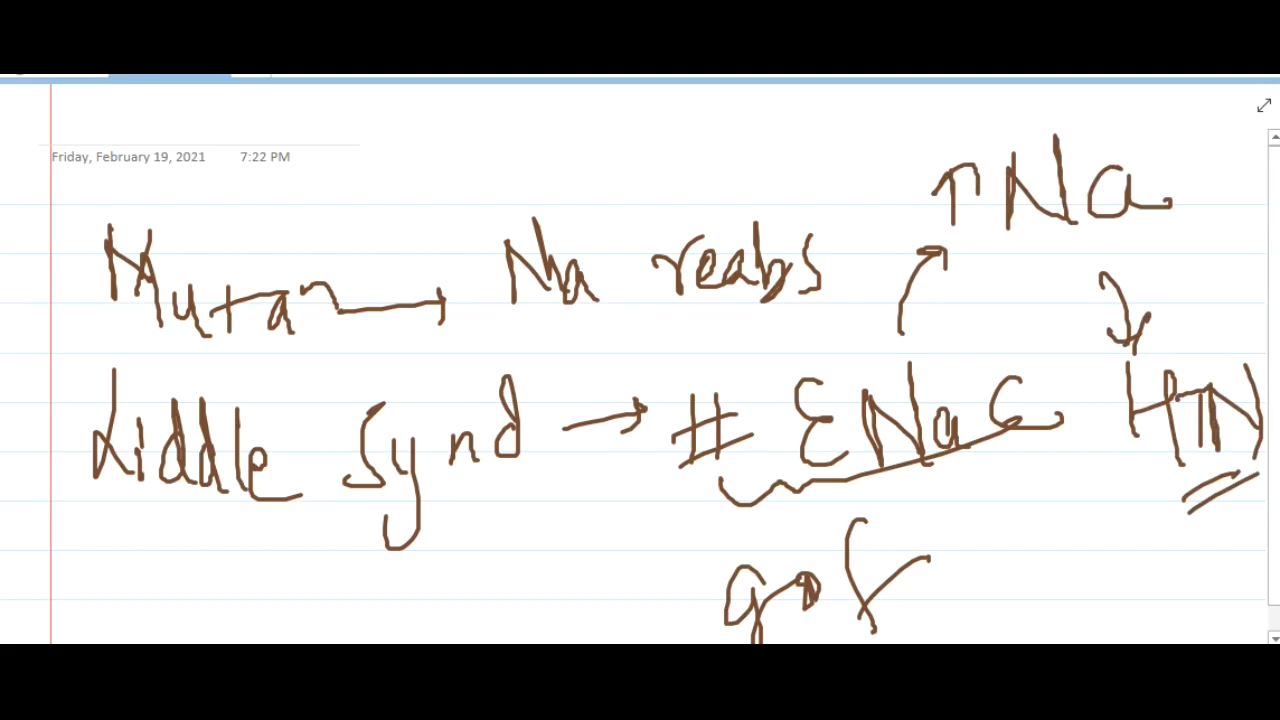 Friday, February 19, 2021 7:22 PM
↑ Na
Mutan → Na reabs
Liddle Synd → # ENaC HTN
gof